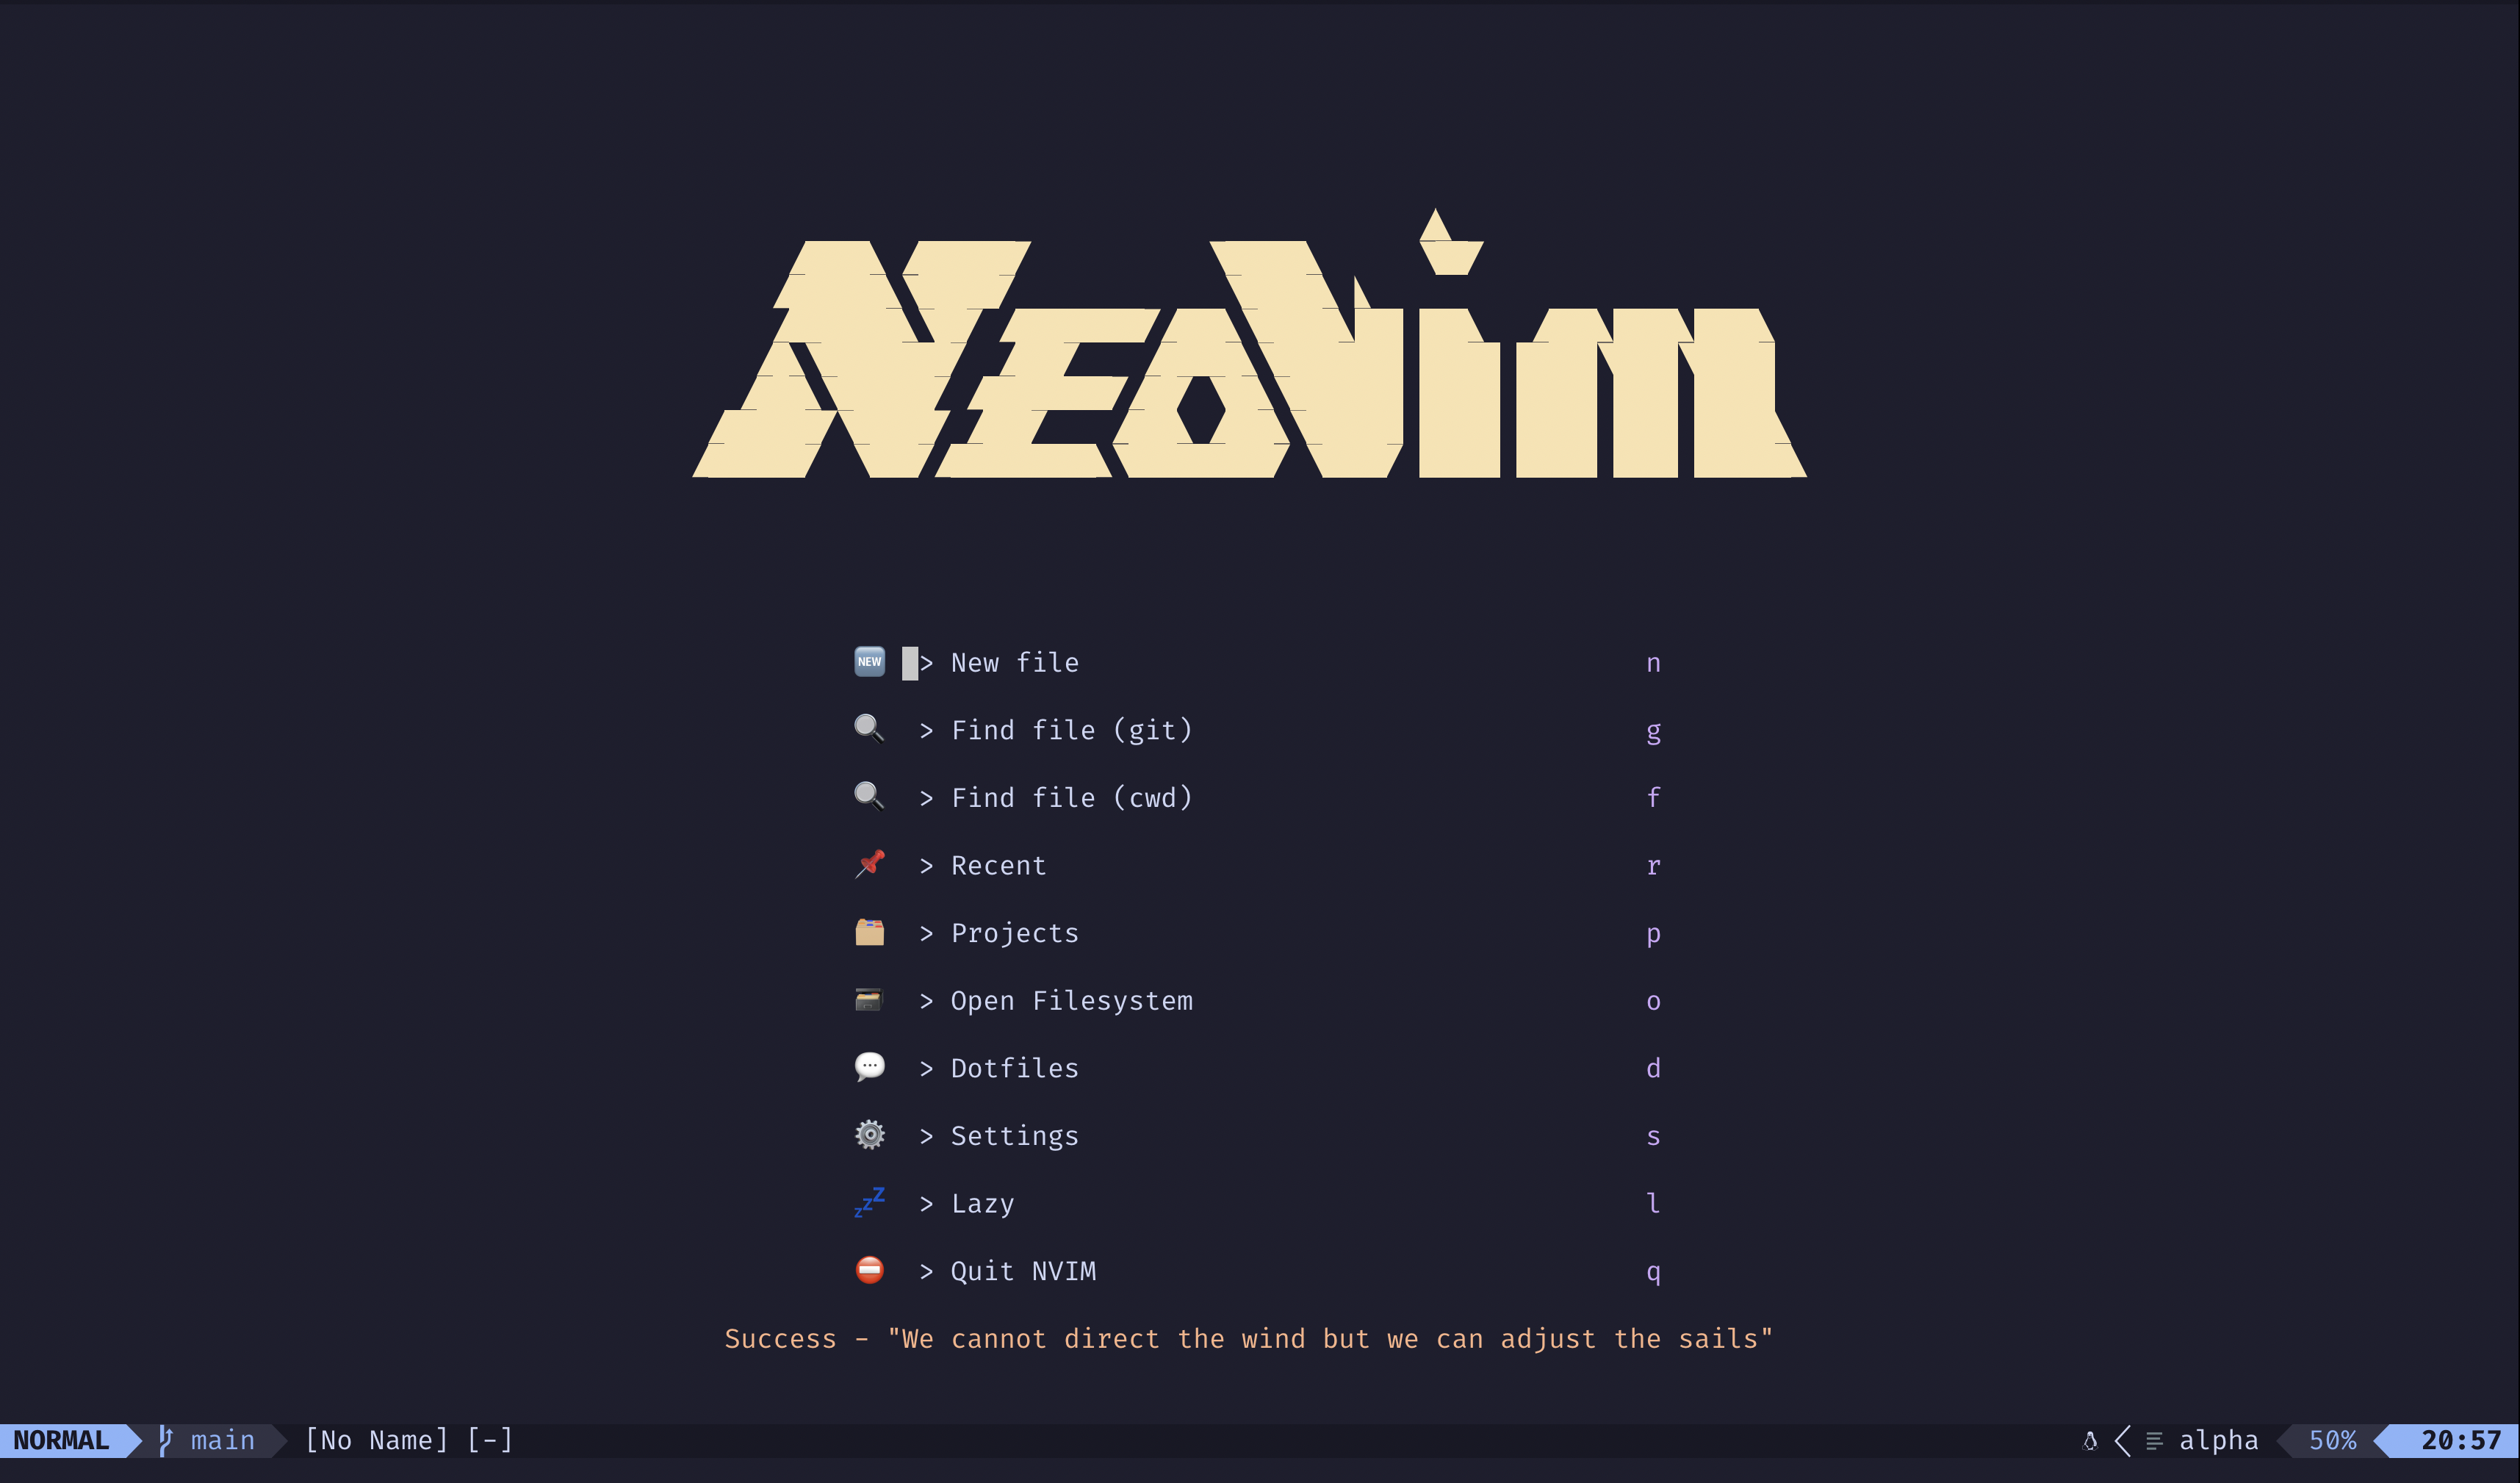 NeoVim
NEW > New file n
> Find file (git) g
> Find file (cwd) f
> Recent r
> Projects p
> Open Filesystem o
> Dotfiles d
> Settings s
zzZ > Lazy l
> Quit NVIM q
Success - "We cannot direct the wind but we can adjust the sails"
NORMAL main [No Name] [-] alpha 50% 20:57